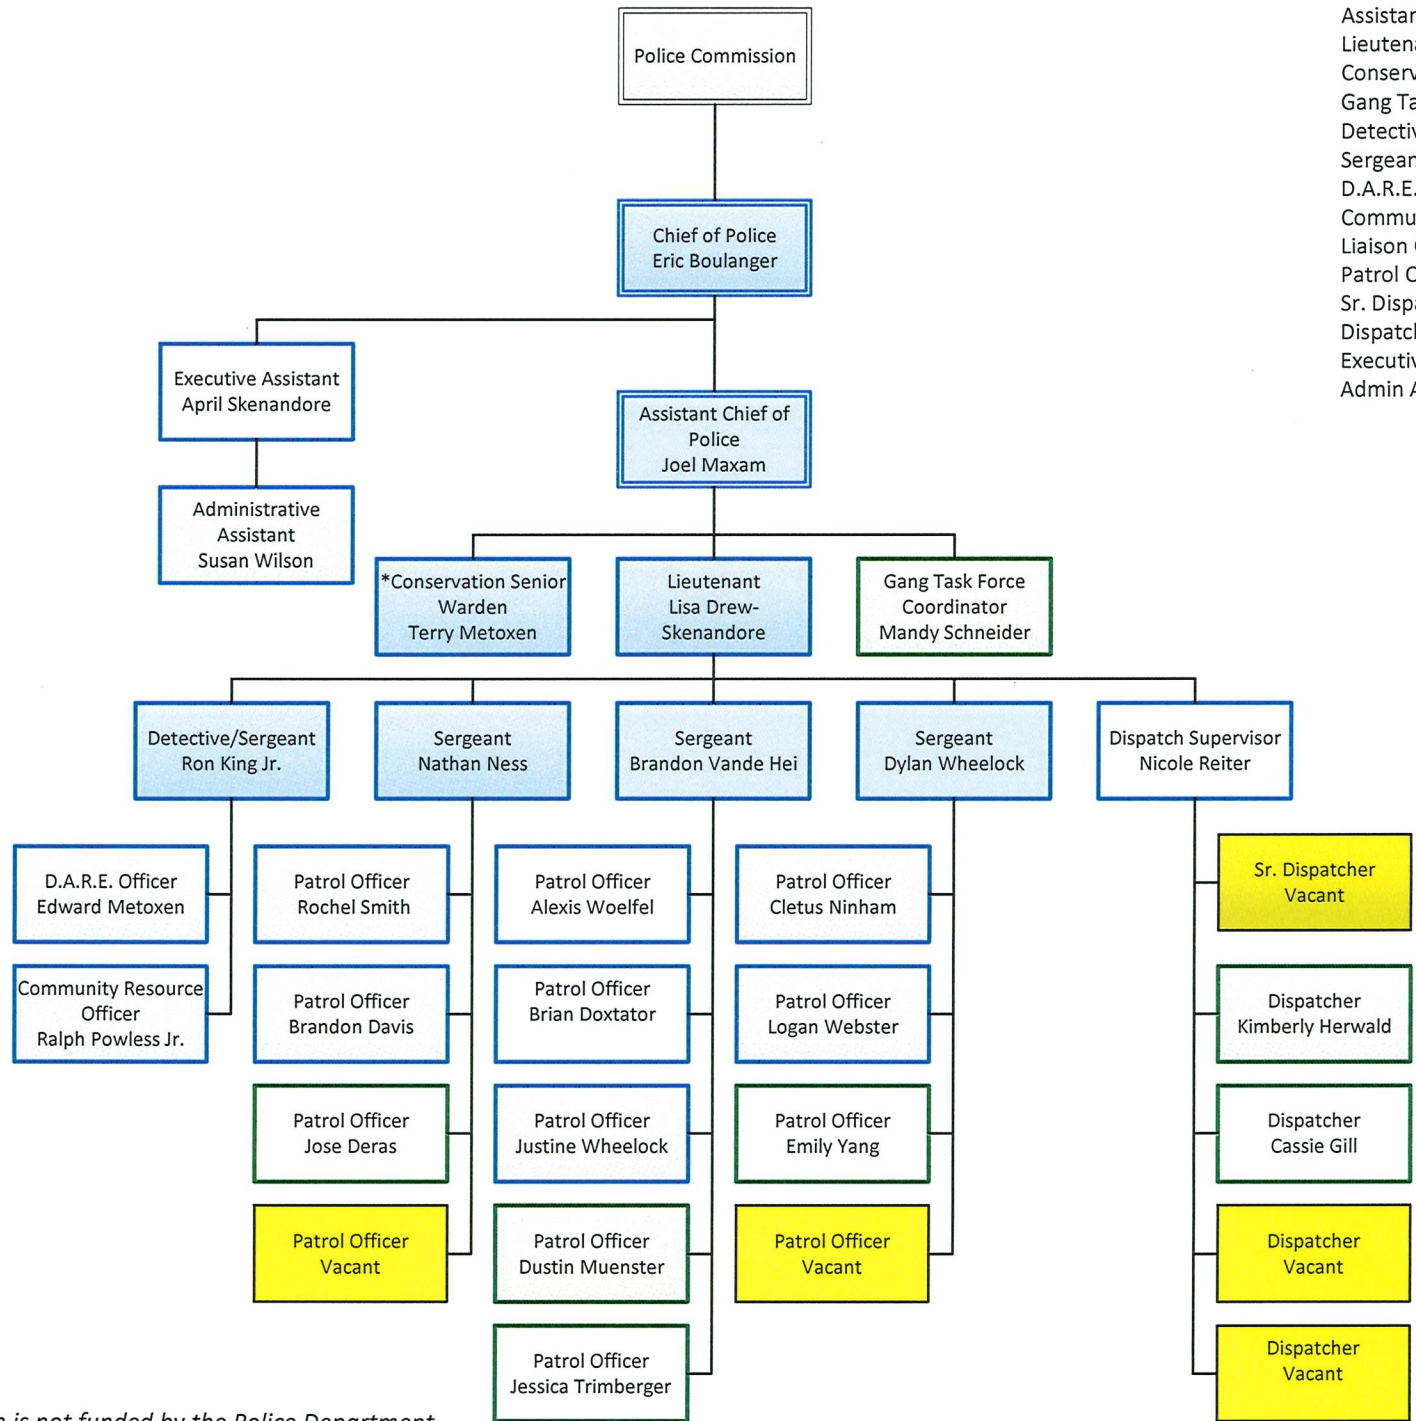 Police Commission
Chief of Police
Eric Boulanger
Executive Assistant
April Skenandore
Administrative
Assistant
Susan Wilson
Assistant Chief of
Police
Joel Maxam
*Conservation Senior
Warden
Terry Metoxen
Lieutenant
Lisa Drew-
Skenandore
Gang Task Force
Coordinator
Mandy Schneider
Detective/Sergeant
Ron King Jr.
Sergeant
Nathan Ness
Sergeant
Brandon Vande Hei
Sergeant
Dylan Wheelock
Dispatch Supervisor
Nicole Reiter
D.A.R.E. Officer
Edward Metoxen
Community Resource
Officer
Ralph Powless Jr.
Patrol Officer
Rochel Smith
Patrol Officer
Brandon Davis
Patrol Officer
Jose Deras
Patrol Officer
Vacant
Patrol Officer
Alexis Woelfel
Patrol Officer
Brian Doxtator
Patrol Officer
Justine Wheelock
Patrol Officer
Dustin Muenster
Patrol Officer
Jessica Trimberger
Patrol Officer
Cletus Ninham
Patrol Officer
Logan Webster
Patrol Officer
Emily Yang
Patrol Officer
Vacant
Sr. Dispatcher
Vacant
Dispatcher
Kimberly Herwald
Dispatcher
Cassie Gill
Dispatcher
Vacant
Dispatcher
Vacant
Assistan
Lieutena
Conserv
Gang Ta
Detectiv
Sergean
D.A.R.E.
Commu
Liaison
Patrol
Sr. Dispa
Dispatch
Executiv
Admin A
is not funded by the Police Department